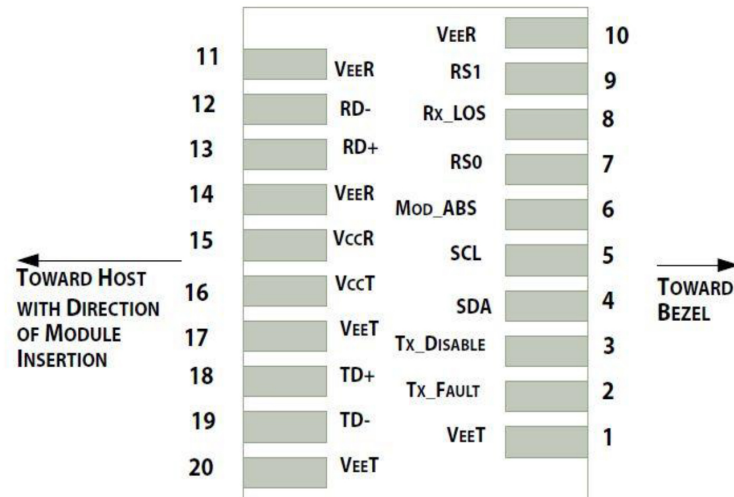 11 VEER
12 RD-
13 RD+
14 VEER
15 VCCR
16 VCCT
17 VEET
18 TD+
19 TD-
20 VEET
VEER 10
RS1 9
RX_LOS 8
RS0 7
MOD_ABS 6
SCL 5
SDA 4
TX_DISABLE 3
TX_FAULT 2
VEET 1
TOWARD HOST
WITH DIRECTION
OF MODULE
INSERTION
TOWARD
BEZEL